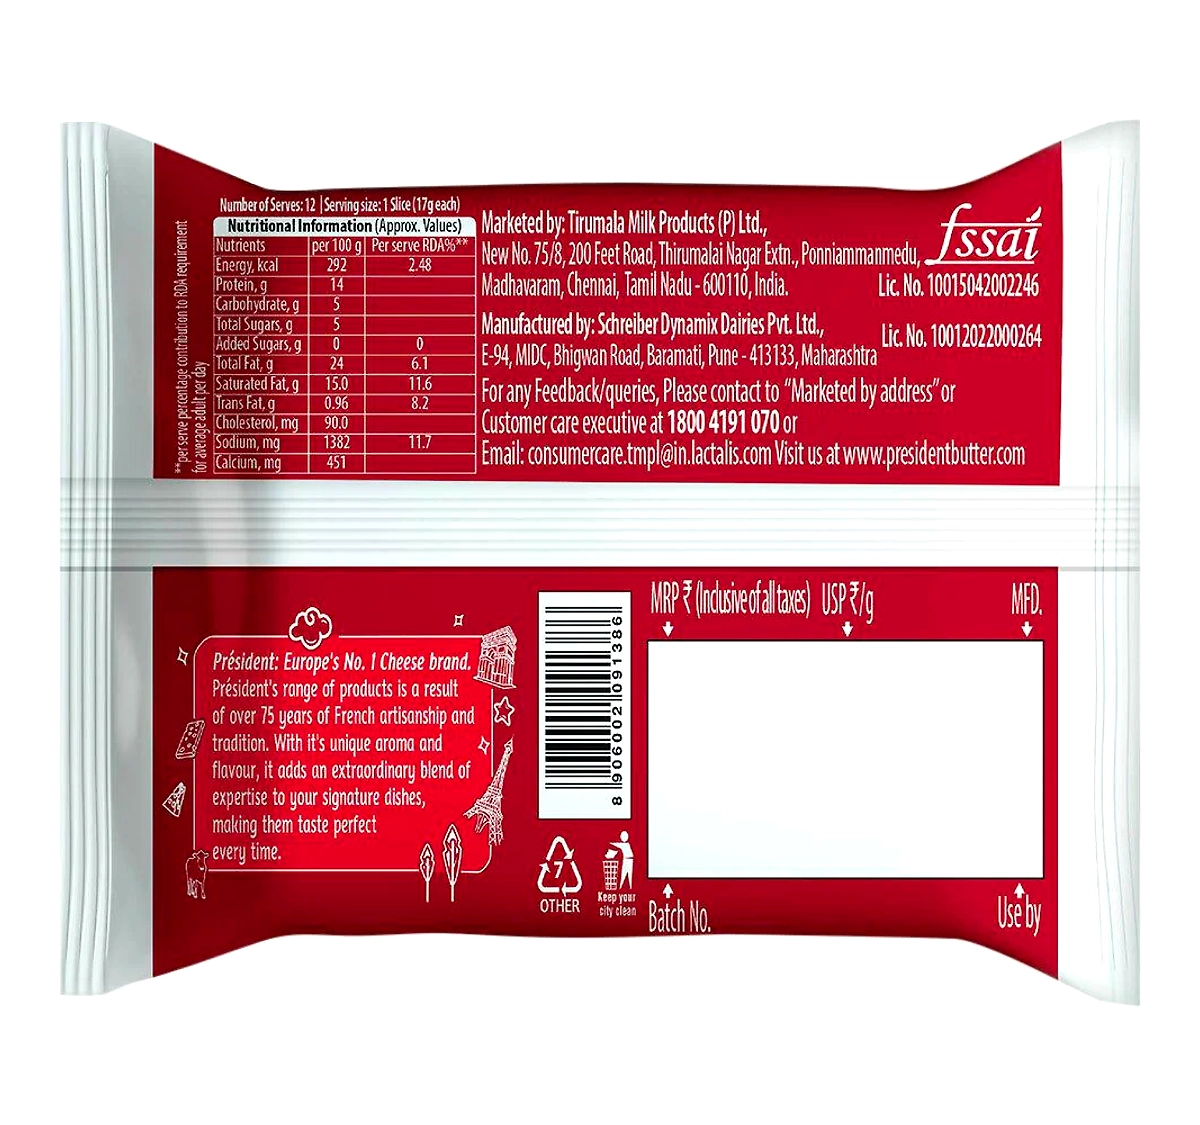 Number of Serves: 12 | Serving size: 1 Slice (17g each)
Nutritional Information (Approx. Values)
Nutrients per 100 g Per serve RDA%**
Energy, kcal 292 2.48
Protein, g 14
Carbohydrate, g 5
Total Sugars, g 5
Added Sugars, g 0 0
Total Fat, g 24 6.1
Saturated Fat, g 15.0 11.6
Trans Fat, g 0.96 8.2
Cholesterol, mg 90.0
Sodium, mg 1382 11.7
Calcium, mg 451
**per serve percentage contribution to RDA requirement
for average adult per day
Marketed by: Tirumala Milk Products (P) Ltd.,
New No. 75/8, 200 Feet Road, Thirumalai Nagar Extn., Ponniammanmedu,
Madhavaram, Chennai, Tamil Nadu - 600110, India.
fssai
Lic. No. 10015042002246
Manufactured by: Schreiber Dynamix Dairies Pvt. Ltd.,
E-94, MIDC, Bhigwan Road, Baramati, Pune - 413133, Maharashtra
Lic. No. 10012022000264
For any Feedback/queries, Please contact to "Marketed by address" or
Customer care executive at 1800 4191 070 or
Email: consumercare.tmpl@in.lactalis.com Visit us at www.presidentbutter.com
Président: Europe's No. 1 Cheese brand.
Président's range of products is a result
of over 75 years of French artisanship and
tradition. With it's unique aroma and
flavour, it adds an extraordinary blend of
expertise to your signature dishes,
making them taste perfect
every time.
8 906002 091386
7
OTHER
Keep your
city clean
MRP ₹ (Inclusive of all taxes) USP ₹/g MFD.
Batch No. Use by